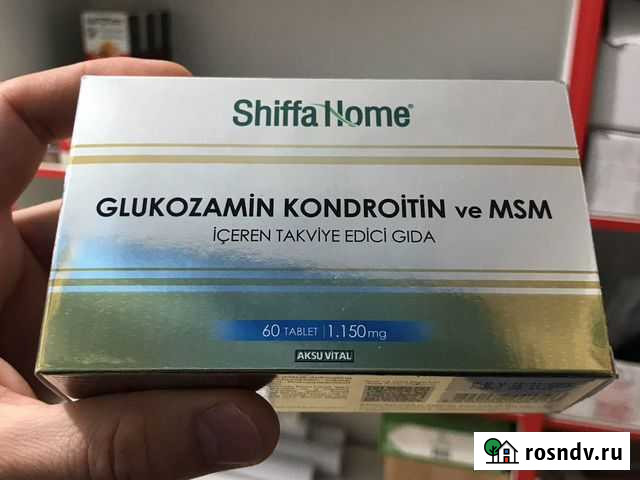 Shiffa Home
GLUKOZAMİN KONDROİTİN ve MSM
İÇEREN TAKVİYE EDİCİ GIDA
60 TABLET | 1.150mg
AKSU VİTAL
rosndv.ru